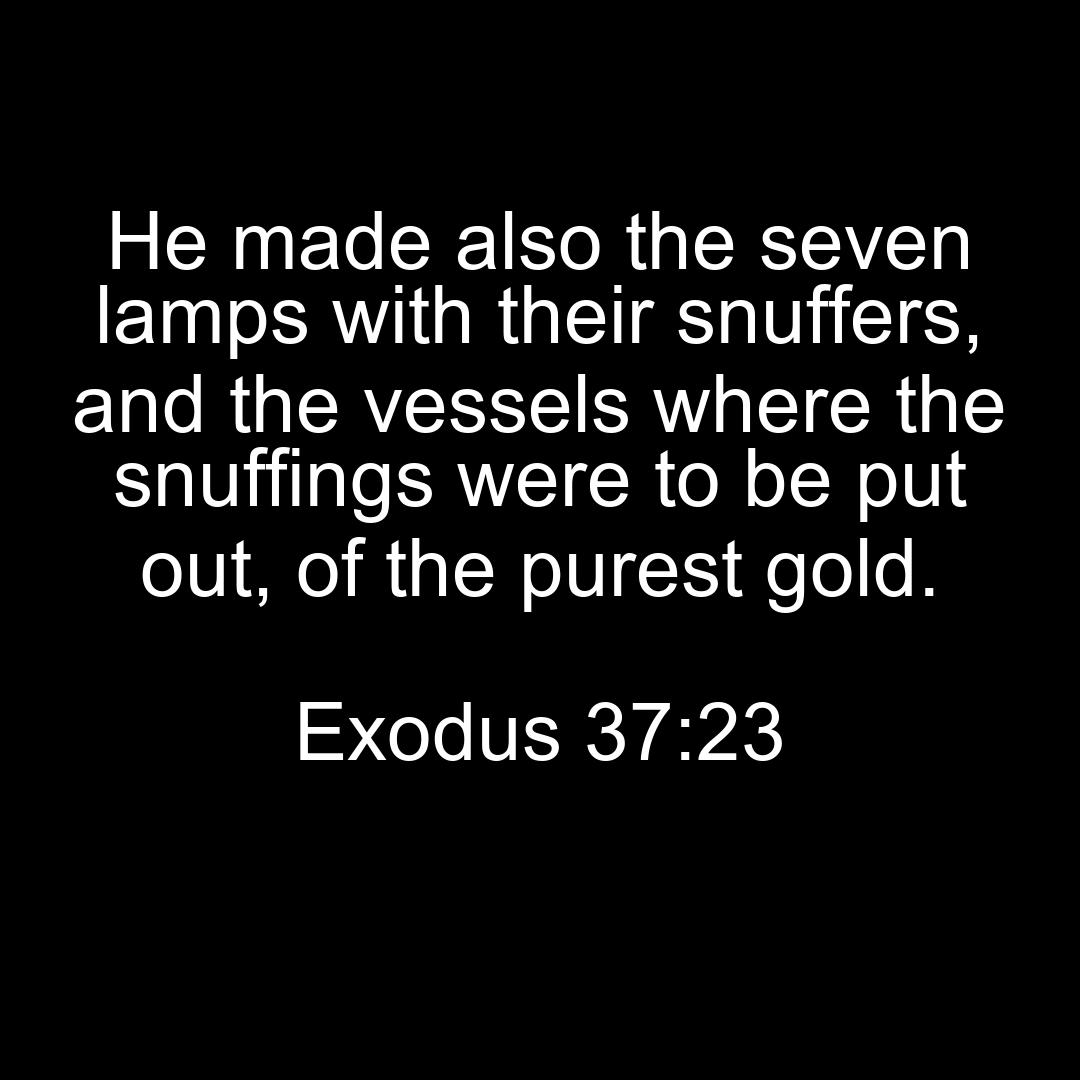 He made also the seven
lamps with their snuffers,
and the vessels where the
snuffings were to be put
out, of the purest gold.
Exodus 37:23